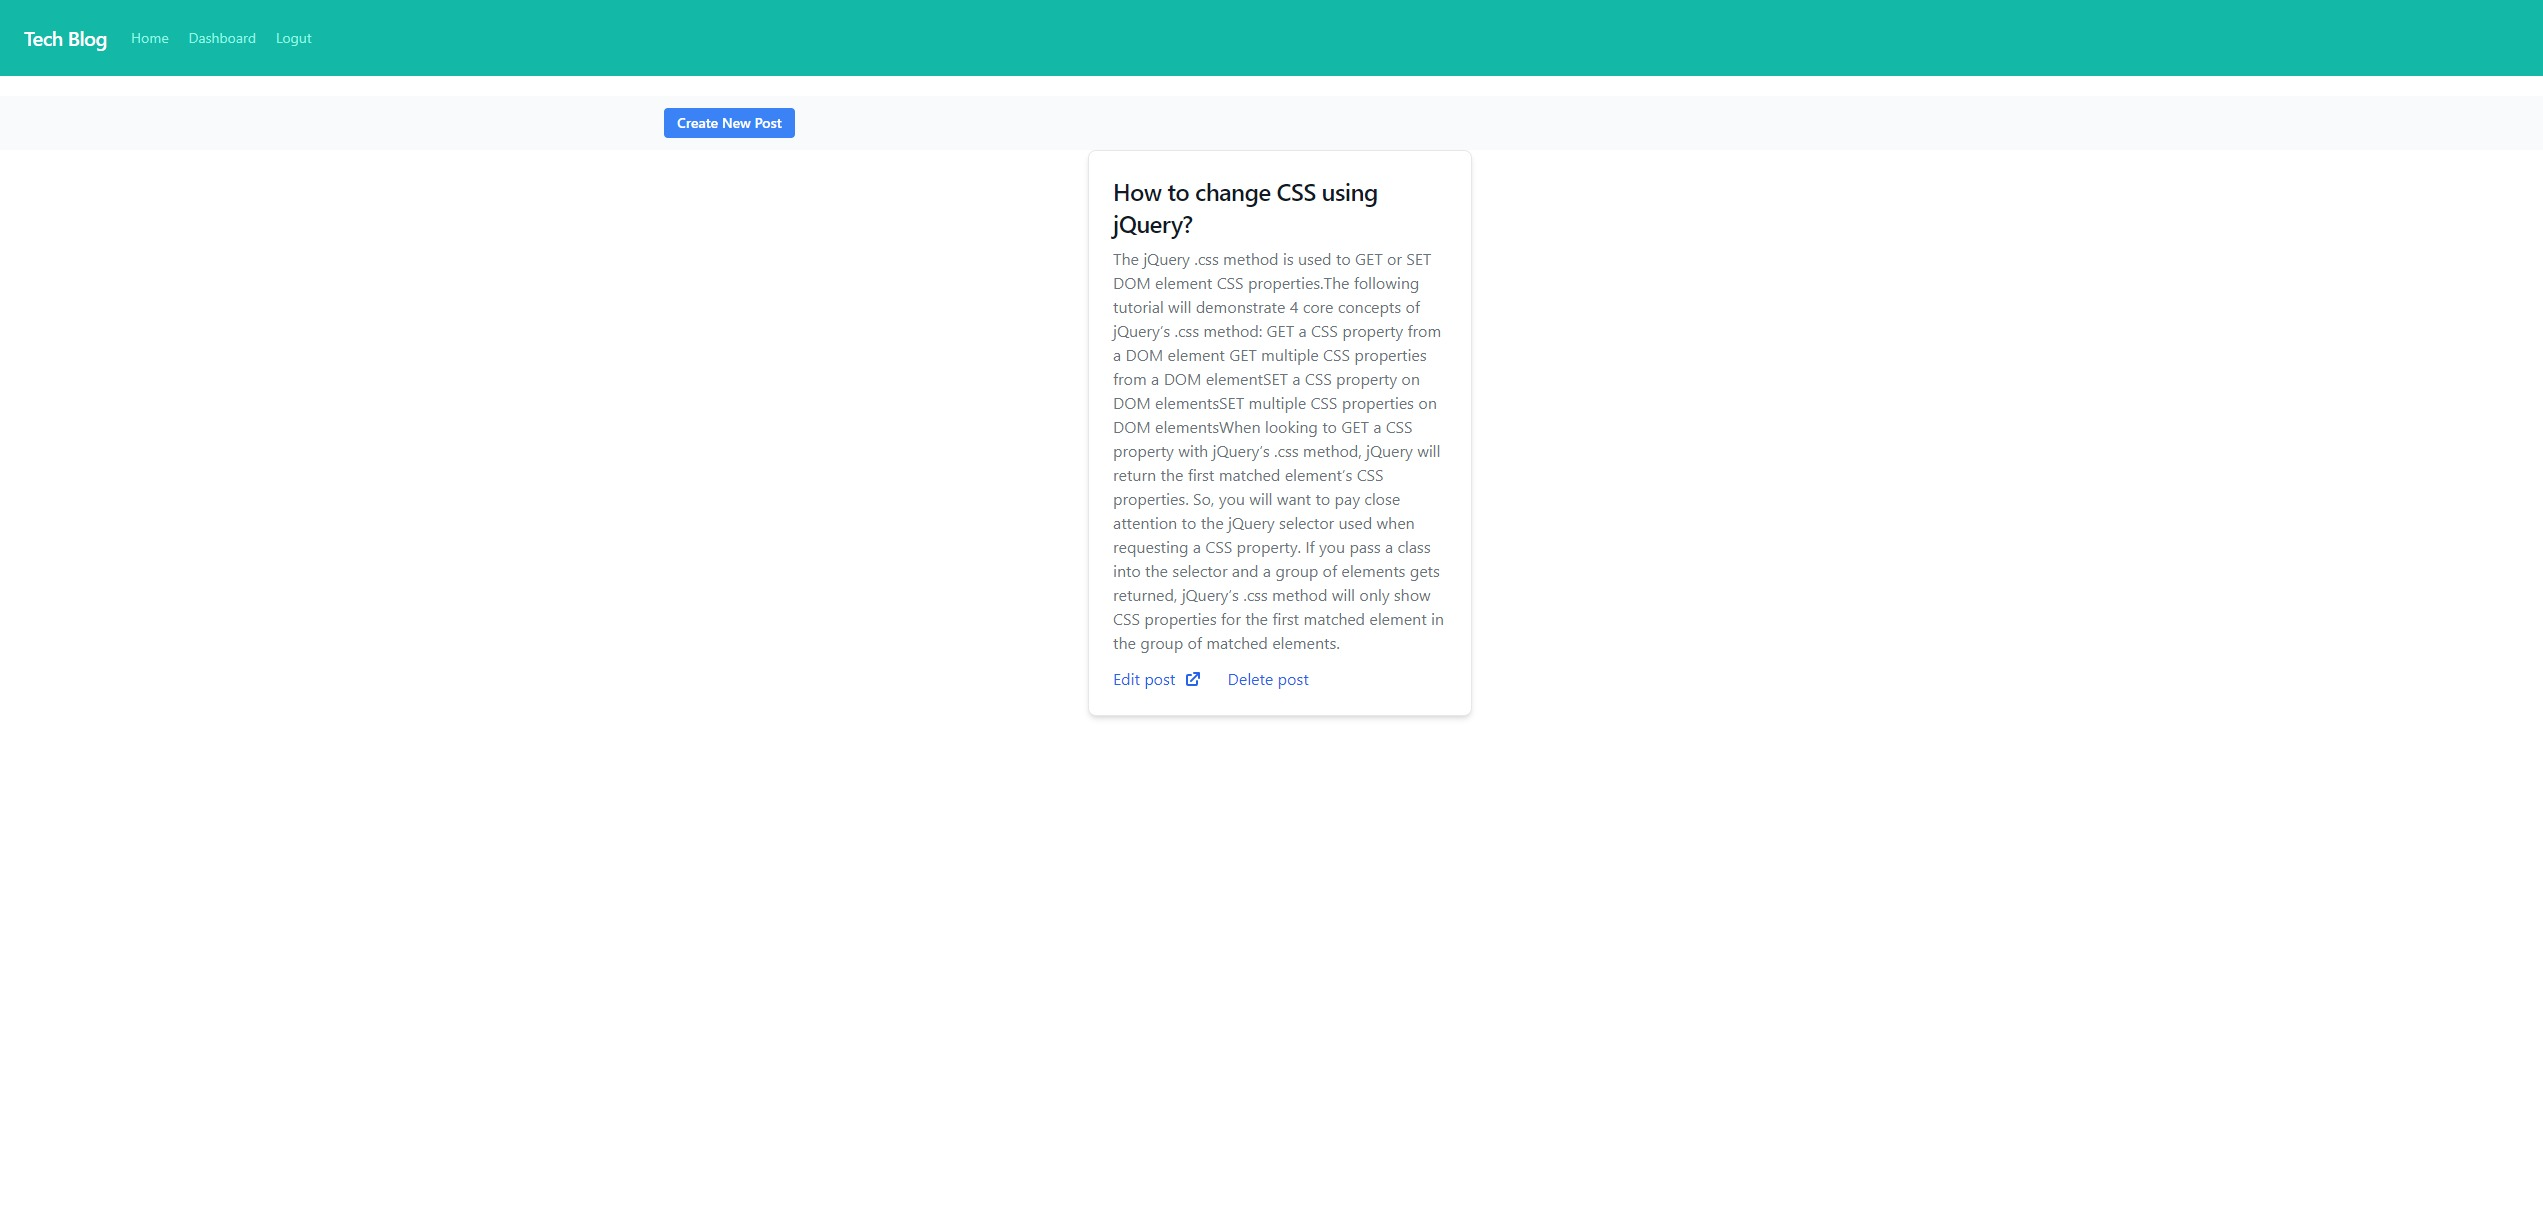 Tech Blog Home Dashboard Logut
Create New Post
How to change CSS using
jQuery?
The jQuery .css method is used to GET or SET
DOM element CSS properties.The following
tutorial will demonstrate 4 core concepts of
jQuery’s .css method: GET a CSS property from
a DOM element GET multiple CSS properties
from a DOM elementSET a CSS property on
DOM elementsSET multiple CSS properties on
DOM elementsWhen looking to GET a CSS
property with jQuery’s .css method, jQuery will
return the first matched element’s CSS
properties. So, you will want to pay close
attention to the jQuery selector used when
requesting a CSS property. If you pass a class
into the selector and a group of elements gets
returned, jQuery’s .css method will only show
CSS properties for the first matched element in
the group of matched elements.
Edit post Delete post